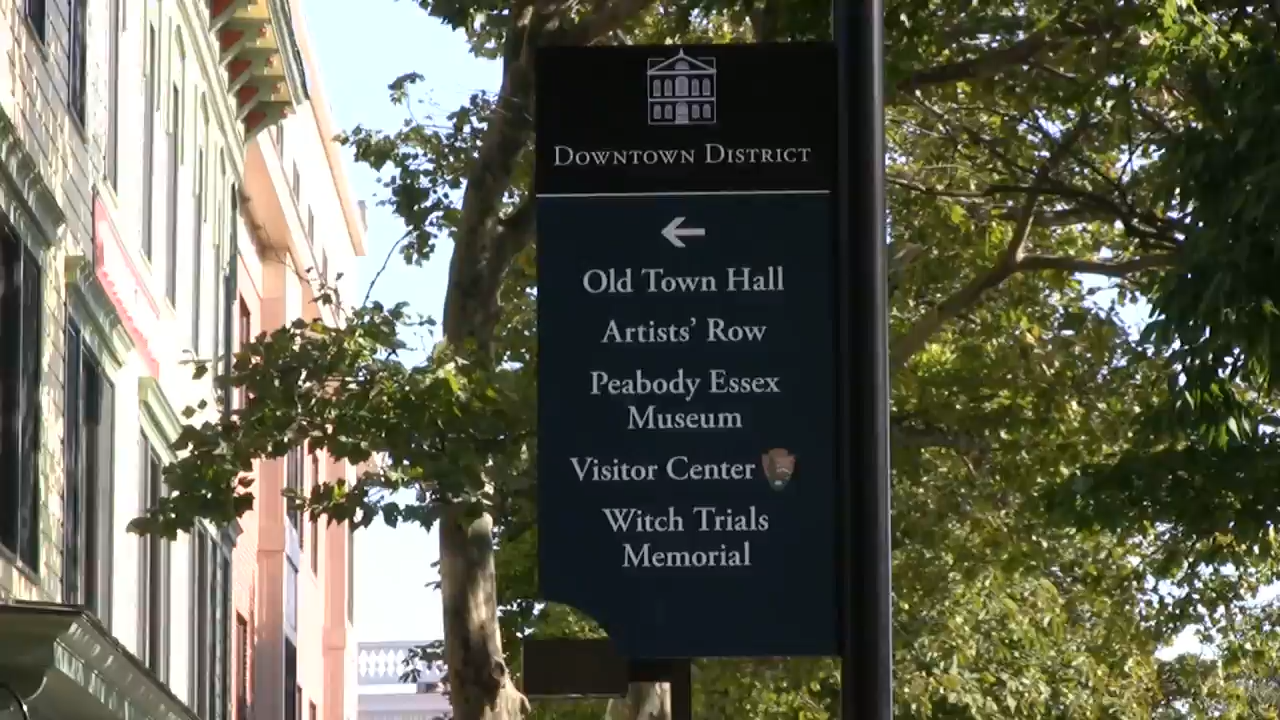 Downtown District
Old Town Hall
Artists' Row
Peabody Essex
Museum
Visitor Center
Witch Trials
Memorial